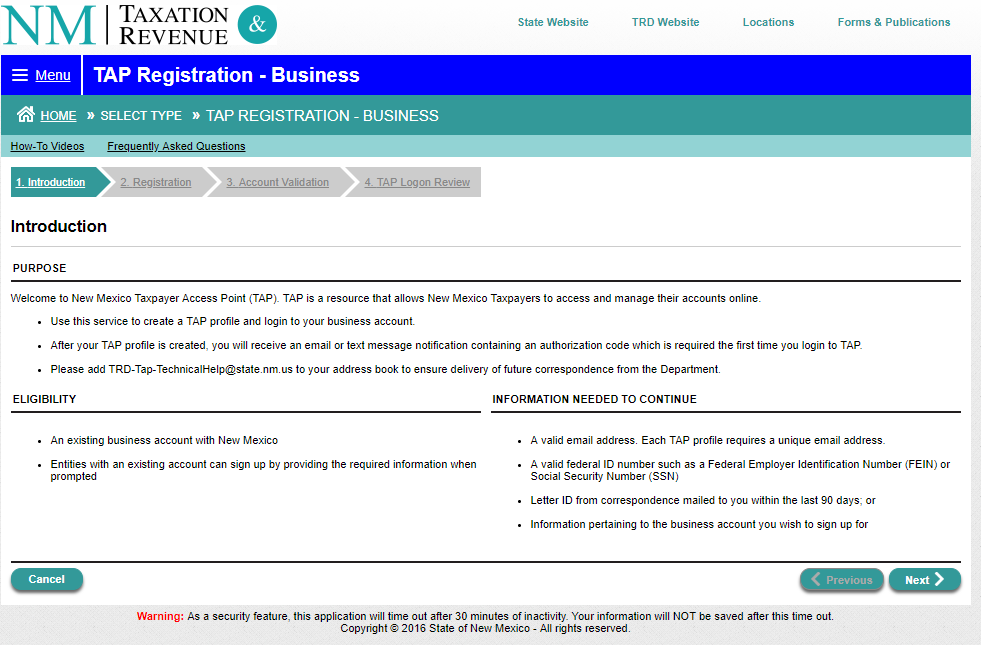 NM TAXATION & REVENUE
State Website TRD Website Locations Forms & Publications
Menu TAP Registration - Business
HOME » SELECT TYPE » TAP REGISTRATION - BUSINESS
How-To Videos Frequently Asked Questions
1. Introduction 2. Registration 3. Account Validation 4. TAP Logon Review
Introduction
PURPOSE
Welcome to New Mexico Taxpayer Access Point (TAP). TAP is a resource that allows New Mexico Taxpayers to access and manage their accounts online.
• Use this service to create a TAP profile and login to your business account.
• After your TAP profile is created, you will receive an email or text message notification containing an authorization code which is required the first time you login to TAP.
• Please add TRD-Tap-TechnicalHelp@state.nm.us to your address book to ensure delivery of future correspondence from the Department.
ELIGIBILITY
• An existing business account with New Mexico
• Entities with an existing account can sign up by providing the required information when
prompted
INFORMATION NEEDED TO CONTINUE
• A valid email address. Each TAP profile requires a unique email address.
• A valid federal ID number such as a Federal Employer Identification Number (FEIN) or
Social Security Number (SSN)
• Letter ID from correspondence mailed to you within the last 90 days; or
• Information pertaining to the business account you wish to sign up for
Cancel Previous Next
Warning: As a security feature, this application will time out after 30 minutes of inactivity. Your information will NOT be saved after this time out.
Copyright © 2016 State of New Mexico - All rights reserved.